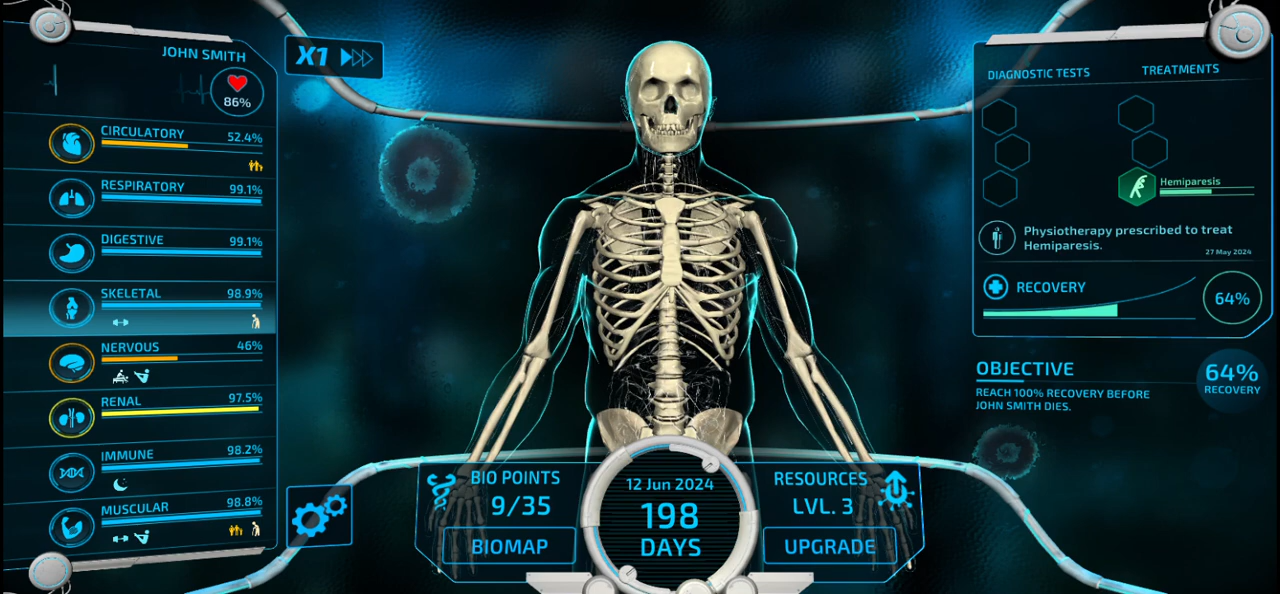 JOHN SMITH
86%
X1
CIRCULATORY 52.4%
RESPIRATORY 99.1%
DIGESTIVE 99.1%
SKELETAL 98.9%
NERVOUS 46%
RENAL 97.5%
IMMUNE 98.2%
MUSCULAR 98.8%
BIO POINTS
9/35
BIOMAP
12 Jun 2024
198
DAYS
RESOURCES
LVL. 3
UPGRADE
DIAGNOSTIC TESTS TREATMENTS
Hemiparesis
Physiotherapy prescribed to treat
Hemiparesis.
27 May 2024
RECOVERY
64%
OBJECTIVE
REACH 100% RECOVERY BEFORE
JOHN SMITH DIES.
64%
RECOVERY